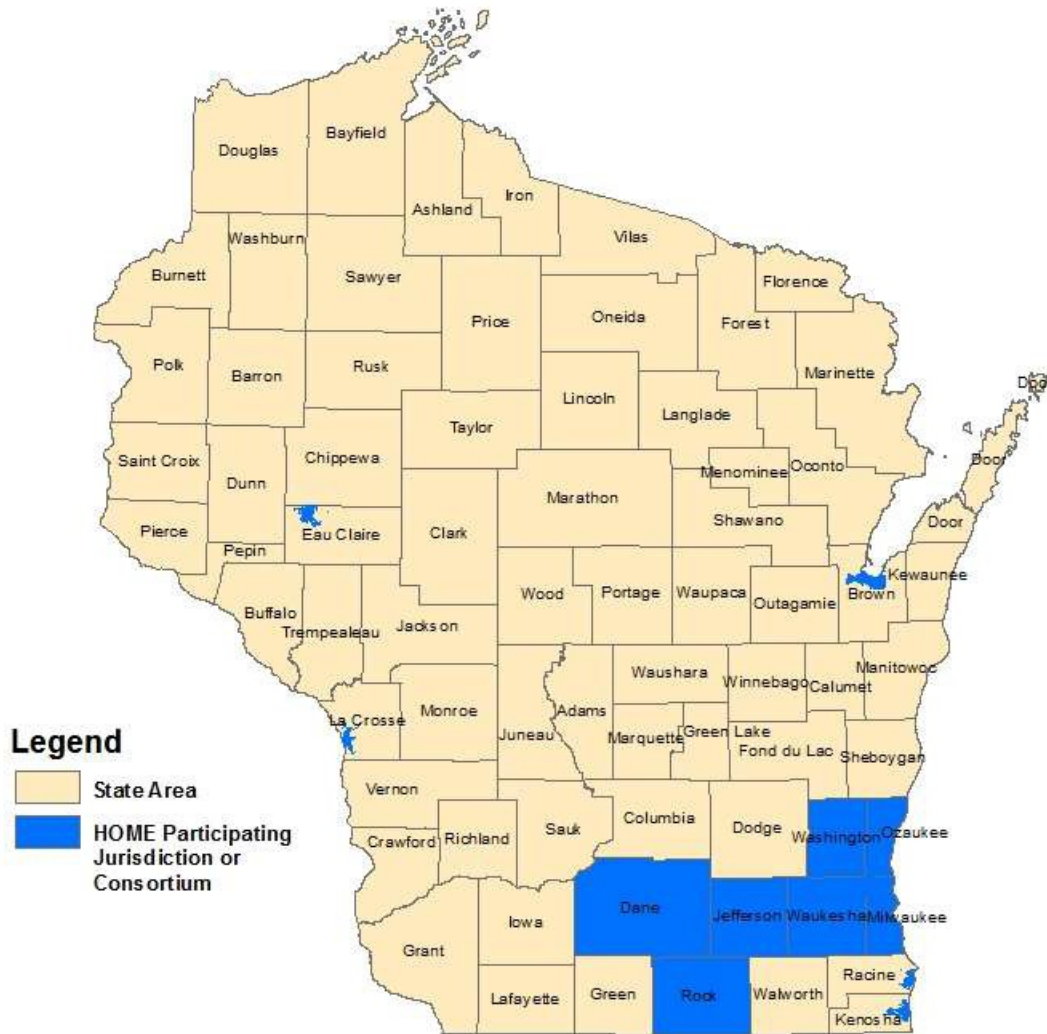 Bayfield
Douglas
Iron
Ashland
Vilas
Washburn
Burnett
Sawyer
Florence
Price
Oneida
Forest
Polk
Barron
Rusk
Marinette
Doo
Lincoln
Langlade
Taylor
Saint Croix
Chippewa
Door
Dunn
Menominee
Oconto
Marathon
Shawano
Door
Pierce
Eau Claire
Clark
Pepin
Kewaunee
Wood
Portage
Waupaca
Outagamie
Brown
Buffalo
Trempealeau
Jackson
Waushara
Manitowoc
Winnebago
Calumet
La Crosse
Monroe
Adams
Juneau
Marquette
Green Lake
Fond du Lac
Sheboygan
Legend
State Area
HOME Participating
Jurisdiction or
Consortium
Vernon
Richland
Sauk
Columbia
Dodge
Washington
Ozaukee
Crawford
Dane
Jefferson
Waukesha
Milwaukee
Iowa
Grant
Racine
Lafayette
Green
Rock
Walworth
Kenosha